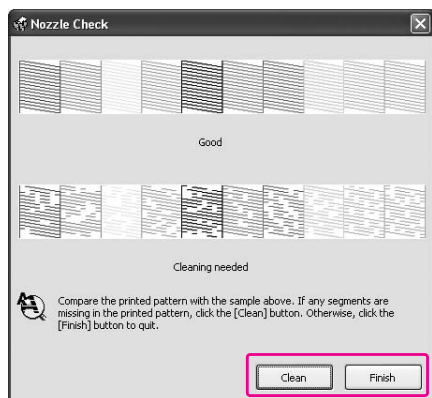 Nozzle Check
Good
Cleaning needed
Compare the printed pattern with the sample above. If any segments are
missing in the printed pattern, click the [Clean] button. Otherwise, click the
[Finish] button to quit.
Clean
Finish